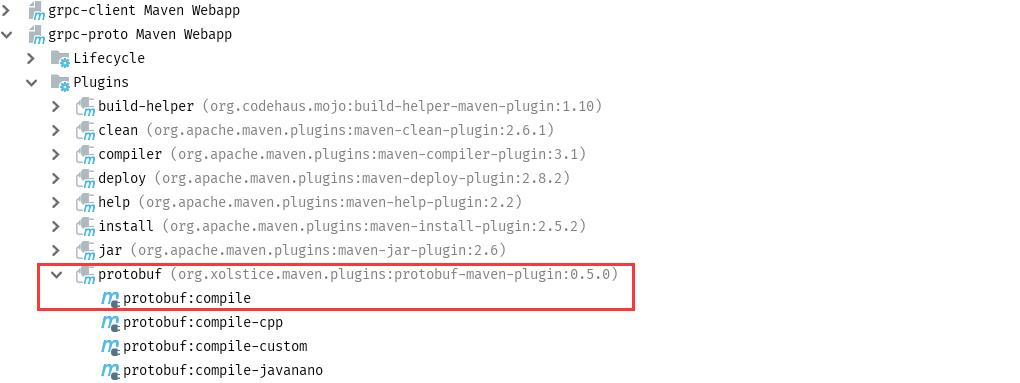 grpc-client Maven Webapp
grpc-proto Maven Webapp
Lifecycle
Plugins
build-helper (org.codehaus.mojo:build-helper-maven-plugin:1.10)
clean (org.apache.maven.plugins:maven-clean-plugin:2.6.1)
compiler (org.apache.maven.plugins:maven-compiler-plugin:3.1)
deploy (org.apache.maven.plugins:maven-deploy-plugin:2.8.2)
help (org.apache.maven.plugins:maven-help-plugin:2.2)
install (org.apache.maven.plugins:maven-install-plugin:2.5.2)
jar (org.apache.maven.plugins:maven-jar-plugin:2.6)
protobuf (org.xolstice.maven.plugins:protobuf-maven-plugin:0.5.0)
protobuf:compile
protobuf:compile-cpp
protobuf:compile-custom
protobuf:compile-javanano